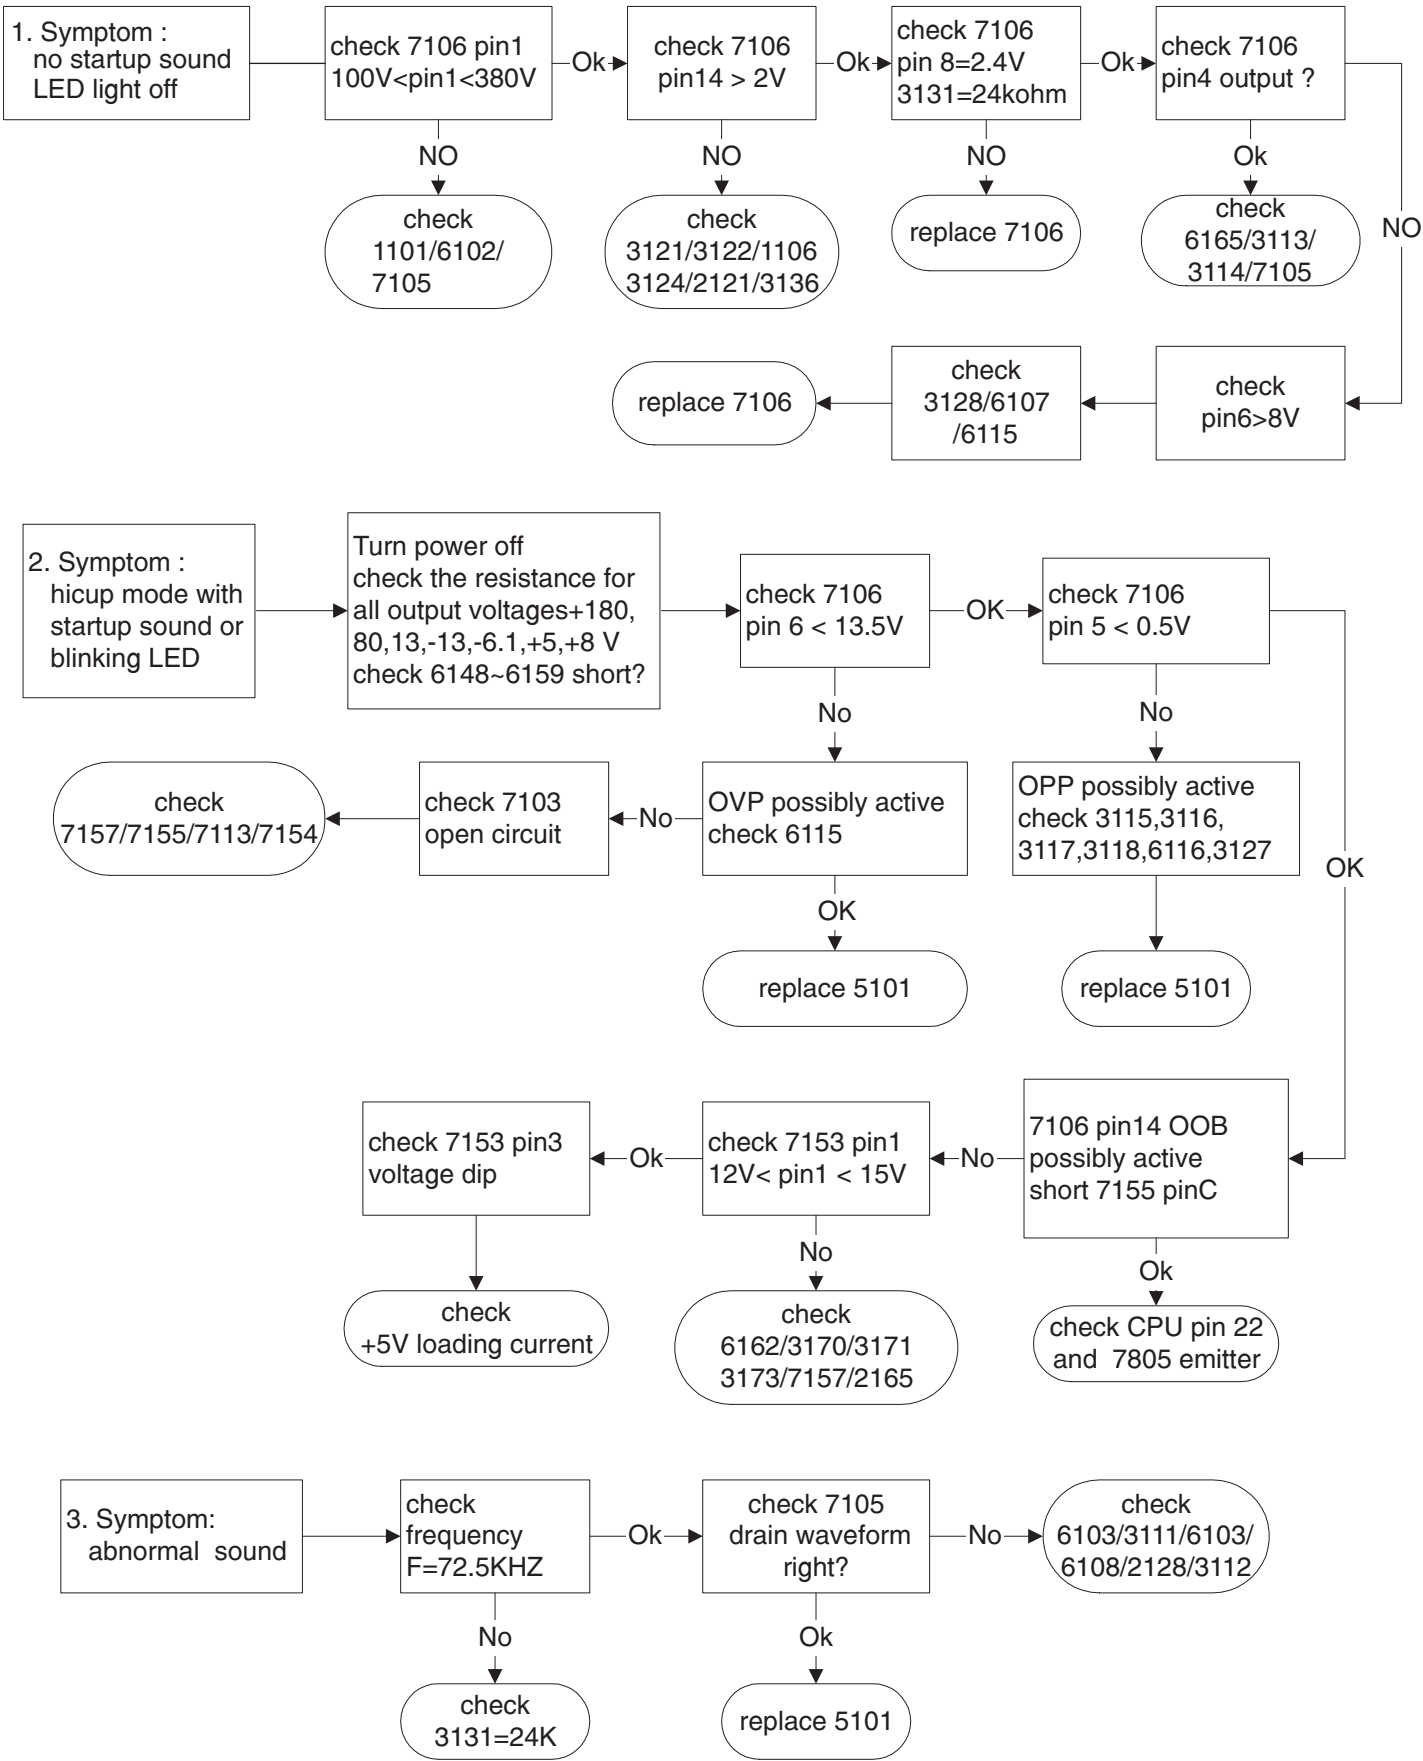 1. Symptom :
no startup sound
LED light off
check 7106 pin1
100V<pin1<380V
Ok
check 7106
pin14 > 2V
Ok
check 7106
pin 8=2.4V
3131=24kohm
Ok
check 7106
pin4 output ?
NO
NO
NO
Ok
NO
check
1101/6102/
7105
check
3121/3122/1106
3124/2121/3136
replace 7106
check
6165/3113/
3114/7105
replace 7106
check
3128/6107
/6115
check
pin6>8V
2. Symptom :
hicup mode with
startup sound or
blinking LED
Turn power off
check the resistance for
all output voltages+180,
80,13,-13,-6.1,+5,+8 V
check 6148~6159 short?
check 7106
pin 6 < 13.5V
OK
check 7106
pin 5 < 0.5V
No
No
OK
check
7157/7155/7113/7154
check 7103
open circuit
No
OVP possibly active
check 6115
OPP possibly active
check 3115,3116,
3117,3118,6116,3127
OK
replace 5101
replace 5101
check 7153 pin3
voltage dip
Ok
check 7153 pin1
12V< pin1 < 15V
No
7106 pin14 OOB
possibly active
short 7155 pinC
No
Ok
check
+5V loading current
check
6162/3170/3171
3173/7157/2165
check CPU pin 22
and 7805 emitter
3. Symptom:
abnormal sound
check
frequency
F=72.5KHZ
Ok
check 7105
drain waveform
right?
No
check
6103/3111/6103/
6108/2128/3112
No
Ok
check
3131=24K
replace 5101